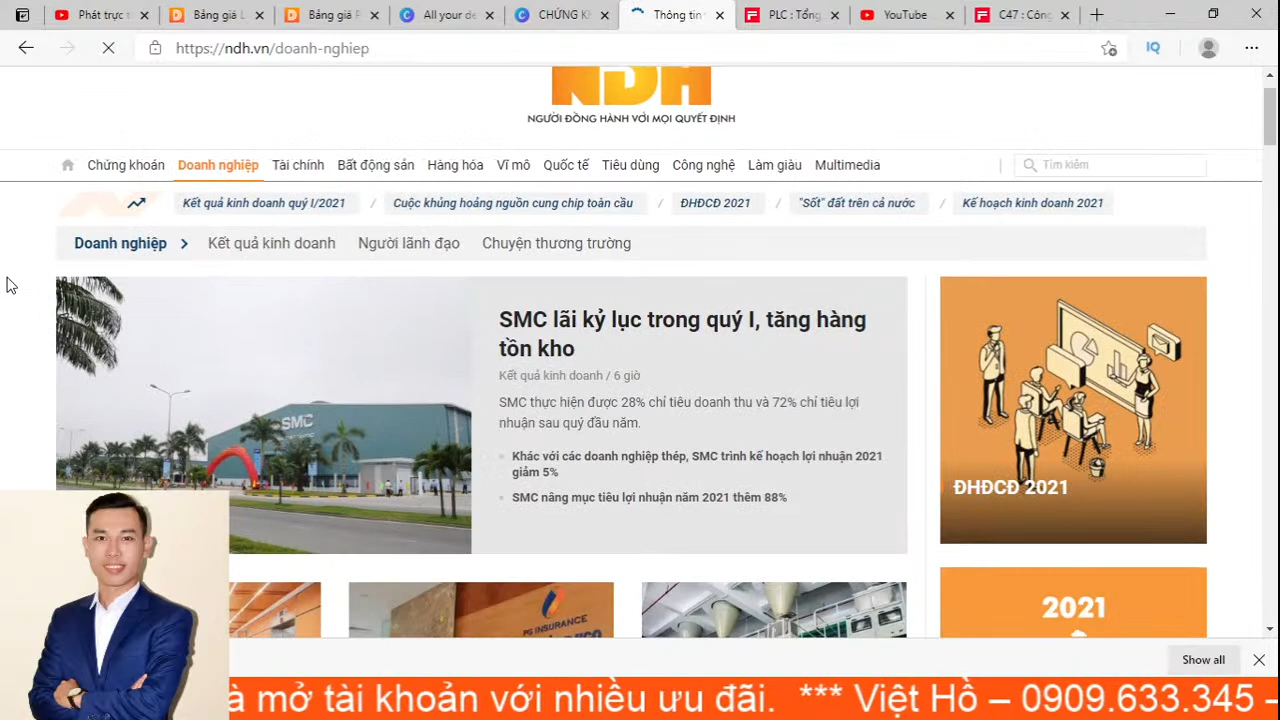 Phát trực t
Bảng giá L
Bảng giá P
All your de
CHỨNG K
Thông tin
PLC : Tổng
YouTube
C47 : Công
https://ndh.vn/doanh-nghiep
IQ
NDH
NGƯỜI ĐỒNG HÀNH VỚI MỌI QUYẾT ĐỊNH
Chứng khoán Doanh nghiệp Tài chính Bất động sản Hàng hóa Vĩ mô Quốc tế Tiêu dùng Công nghệ Làm giàu Multimedia | Tìm kiếm
Kết quả kinh doanh quý I/2021 / Cuộc khủng hoảng nguồn cung chip toàn cầu / ĐHĐCĐ 2021 / "Sốt" đất trên cả nước / Kế hoạch kinh doanh 2021
Doanh nghiệp Kết quả kinh doanh Người lãnh đạo Chuyện thương trường
SMC lãi kỷ lục trong quý I, tăng hàng
tồn kho
Kết quả kinh doanh / 6 giờ
SMC thực hiện được 28% chỉ tiêu doanh thu và 72% chỉ tiêu lợi
nhuận sau quý đầu năm.
Khác với các doanh nghiệp thép, SMC trình kế hoạch lợi nhuận 2021
giảm 5%
SMC nâng mục tiêu lợi nhuận năm 2021 thêm 88%
SMC
ĐHĐCĐ 2021
PG INSURANCE
2021
Show all
à mở tài khoản với nhiều ưu đãi. *** Việt Hồ – 0909.633.345 -